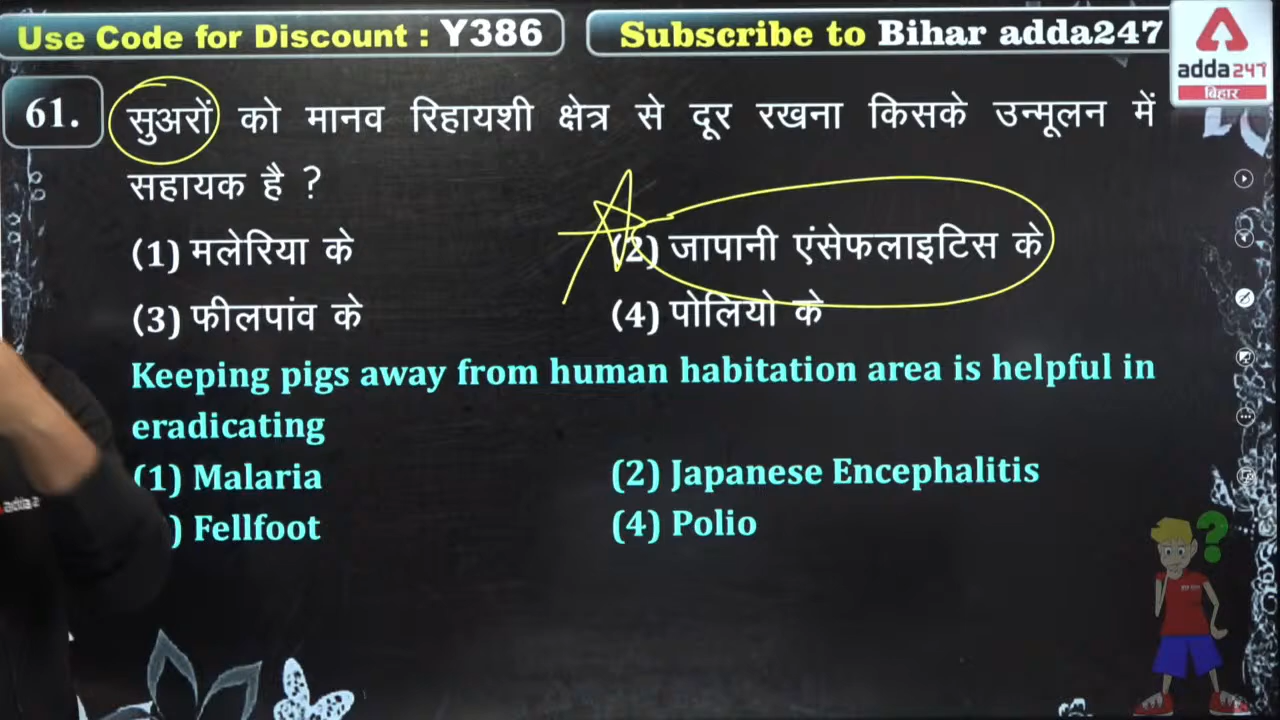 Use Code for Discount : Y386
Subscribe to Bihar adda247
adda247
बिहार
61. सुअरों को मानव रिहायशी क्षेत्र से दूर रखना किसके उन्मूलन में
सहायक है ?
(1) मलेरिया के (2) जापानी एंसेफलाइटिस के
(3) फीलपांव के (4) पोलियो के
Keeping pigs away from human habitation area is helpful in
eradicating
(1) Malaria (2) Japanese Encephalitis
) Fellfoot (4) Polio